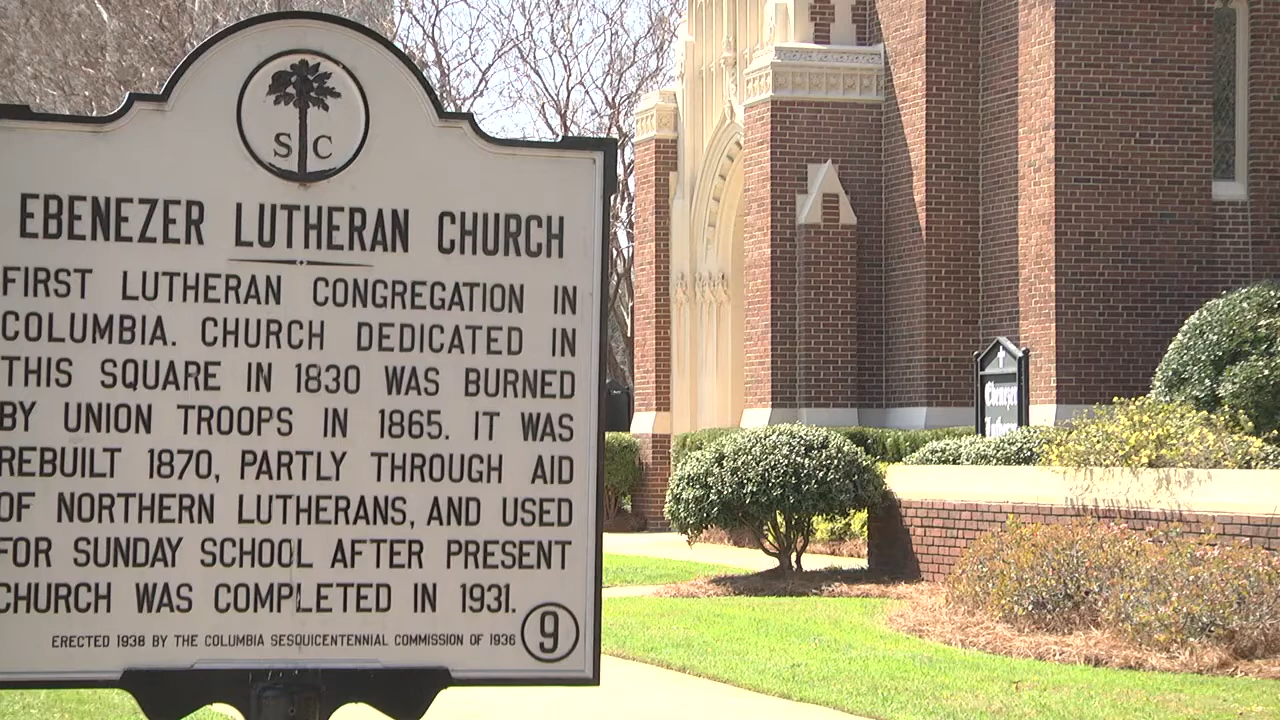 S C
EBENEZER LUTHERAN CHURCH
FIRST LUTHERAN CONGREGATION IN
COLUMBIA. CHURCH DEDICATED IN
THIS SQUARE IN 1830 WAS BURNED
BY UNION TROOPS IN 1865. IT WAS
REBUILT 1870, PARTLY THROUGH AID
OF NORTHERN LUTHERANS, AND USED
FOR SUNDAY SCHOOL AFTER PRESENT
CHURCH WAS COMPLETED IN 1931.
ERECTED 1938 BY THE COLUMBIA SESQUICENTENNIAL COMMISSION OF 1936
9
Ebenezer
Lutheran